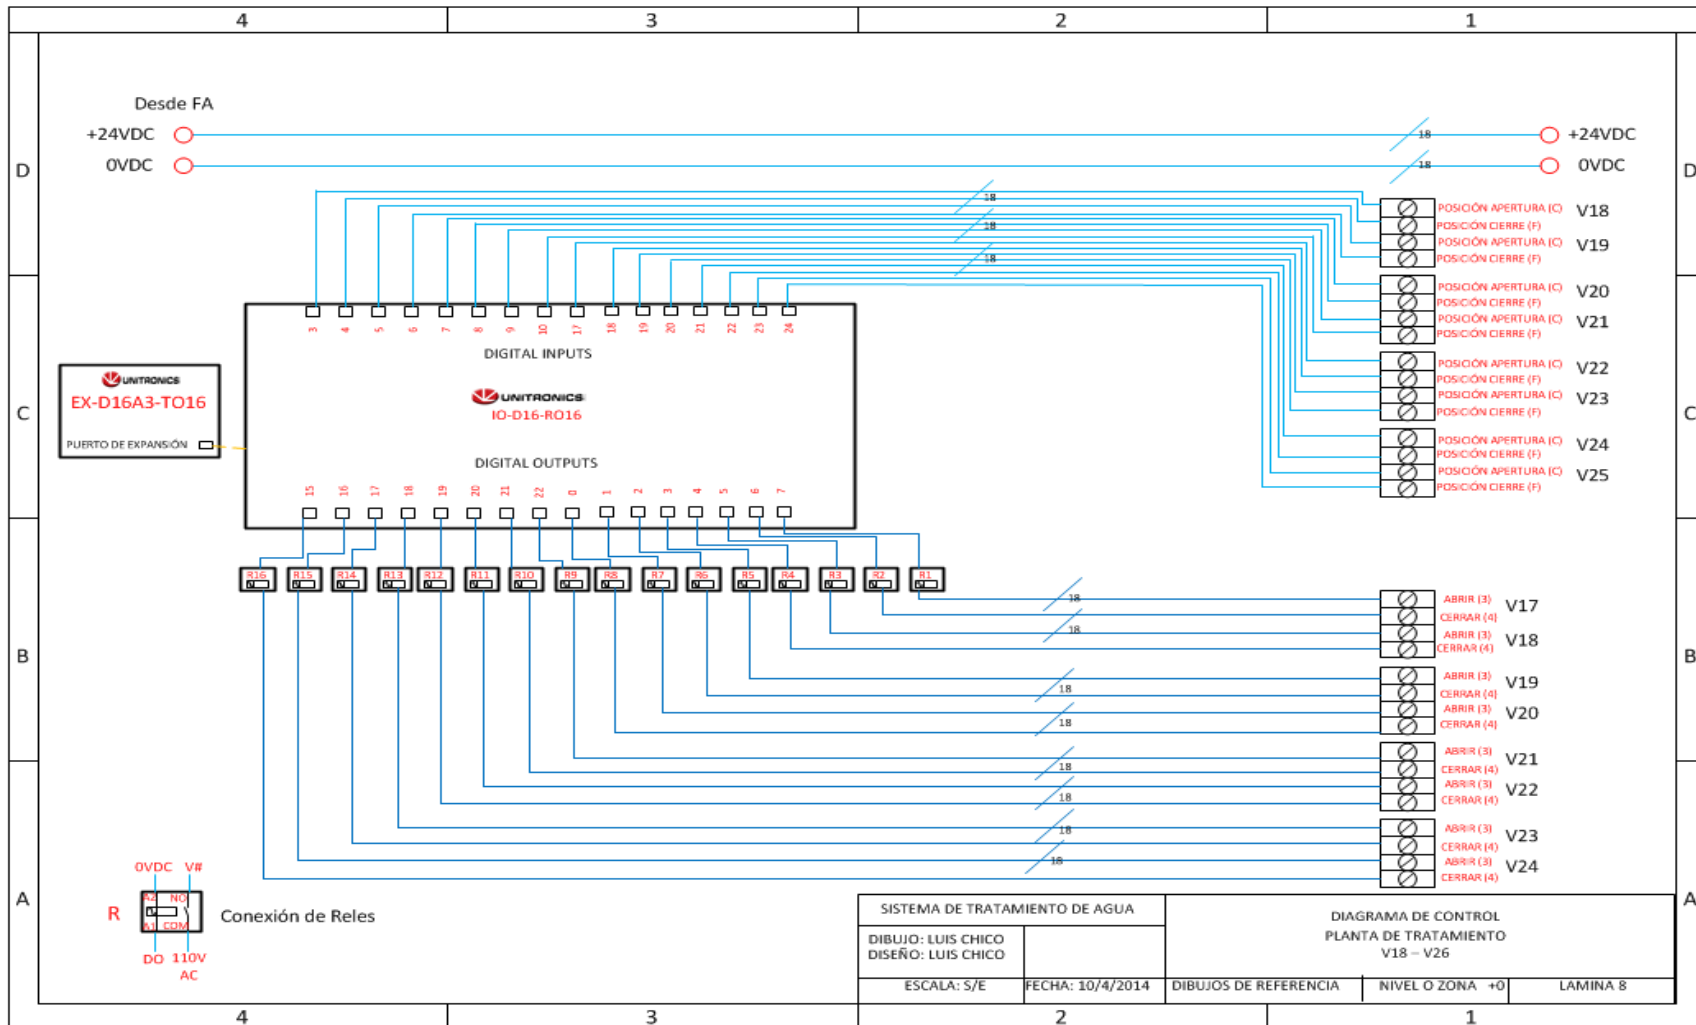 4 3 2 1
Desde FA
+24VDC 18 +24VDC
0VDC 18 0VDC
D D
18
18
18
POSICIÓN APERTURA (C) V18
POSICIÓN CIERRE (F)
POSICIÓN APERTURA (C) V19
POSICIÓN CIERRE (F)
POSICIÓN APERTURA (C) V20
POSICIÓN CIERRE (F)
POSICIÓN APERTURA (C) V21
POSICIÓN CIERRE (F)
POSICIÓN APERTURA (C) V22
POSICIÓN CIERRE (F)
POSICIÓN APERTURA (C) V23
POSICIÓN CIERRE (F)
POSICIÓN APERTURA (C) V24
POSICIÓN CIERRE (F)
POSICIÓN APERTURA (C) V25
POSICIÓN CIERRE (F)
3 4 5 6 7 8 9 10 17 18 19 20 21 22 23 24
DIGITAL INPUTS
UNITRONICS
EX-D16A3-TO16
PUERTO DE EXPANSIÓN
UNITRONICS
IO-D16-RO16
C C
DIGITAL OUTPUTS
15 16 17 18 19 20 21 22 0 1 2 3 4 5 6 7
R16 R15 R14 R13 R12 R11 R10 R9 R8 R7 R6 R5 R4 R3 R2 R1
18
18
18
18
18
18
18
18
B B
ABRIR (3) V17
CERRAR (4)
ABRIR (3) V18
CERRAR (4)
ABRIR (3) V19
CERRAR (4)
ABRIR (3) V20
CERRAR (4)
ABRIR (3) V21
CERRAR (4)
ABRIR (3) V22
CERRAR (4)
ABRIR (3) V23
CERRAR (4)
ABRIR (3) V24
CERRAR (4)
A A
0VDC V#
A2 NO
R
A1 COM
DO 110V
AC
Conexión de Reles
SISTEMA DE TRATAMIENTO DE AGUA
DIBUJO: LUIS CHICO
DISEÑO: LUIS CHICO
ESCALA: S/E FECHA: 10/4/2014
DIAGRAMA DE CONTROL
PLANTA DE TRATAMIENTO
V18 – V26
DIBUJOS DE REFERENCIA NIVEL O ZONA +0 LAMINA 8
4 3 2 1